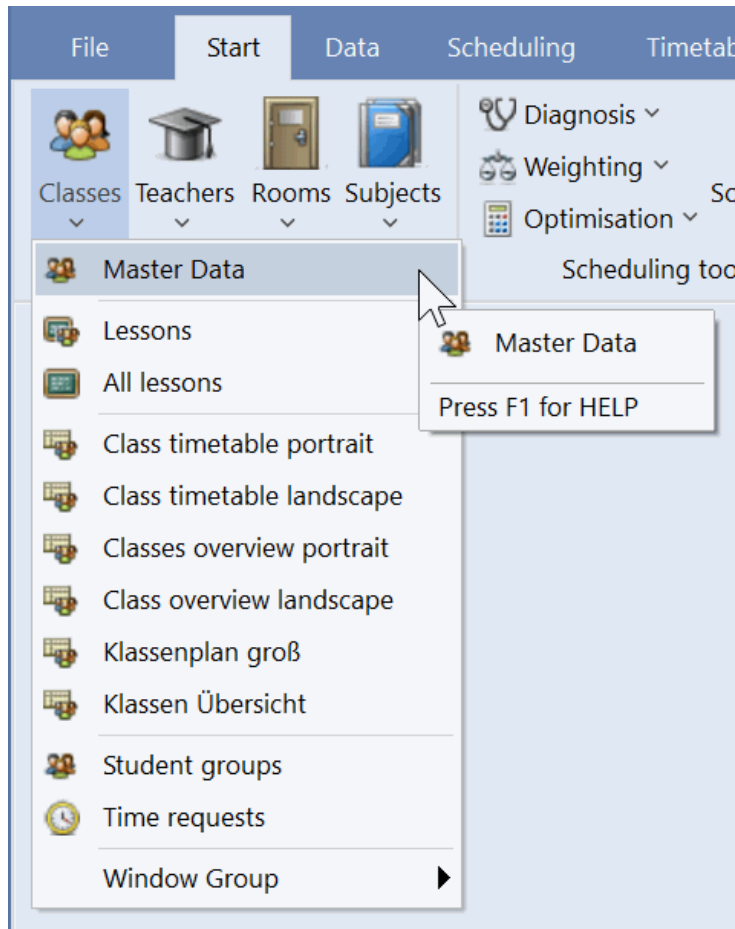 File Start Data Scheduling
Diagnosis
Weighting
Optimisation
Classes Teachers Rooms Subjects
Scheduling
Master Data
Lessons
All lessons
Class timetable portrait
Class timetable landscape
Classes overview portrait
Class overview landscape
Klassenplan groß
Klassen Übersicht
Student groups
Time requests
Window Group
Master Data
Press F1 for HELP